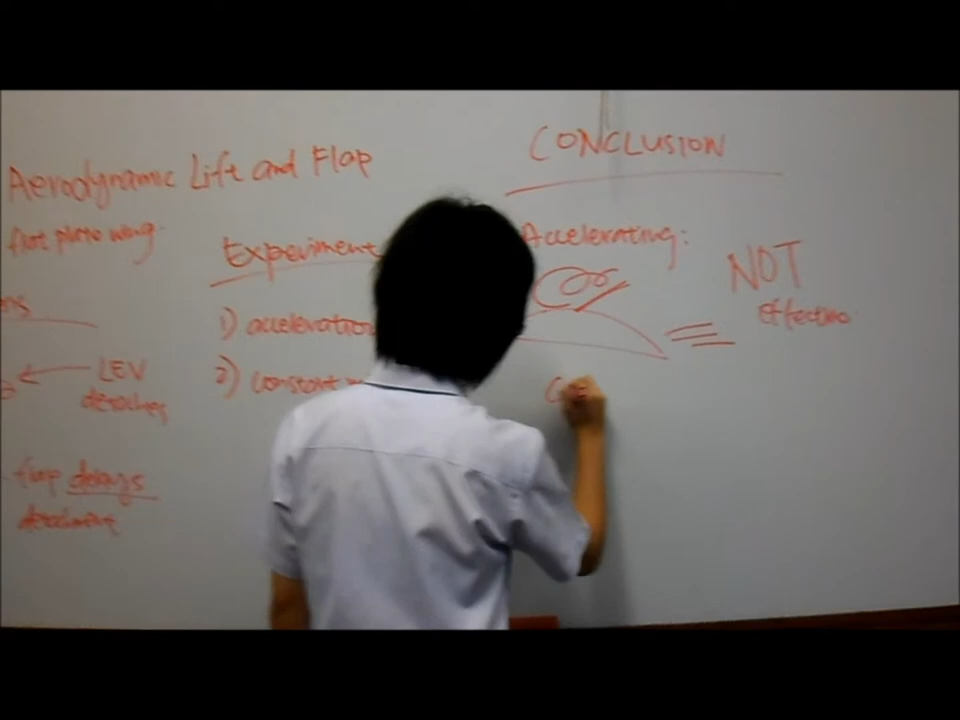 Aerodynamic Lift and Flap
flat plate wing.
LEV
detaches
flap delays
detachment
Experiment
1) acceleration
2) constant
CONCLUSION
Accelerating:
NOT
effective